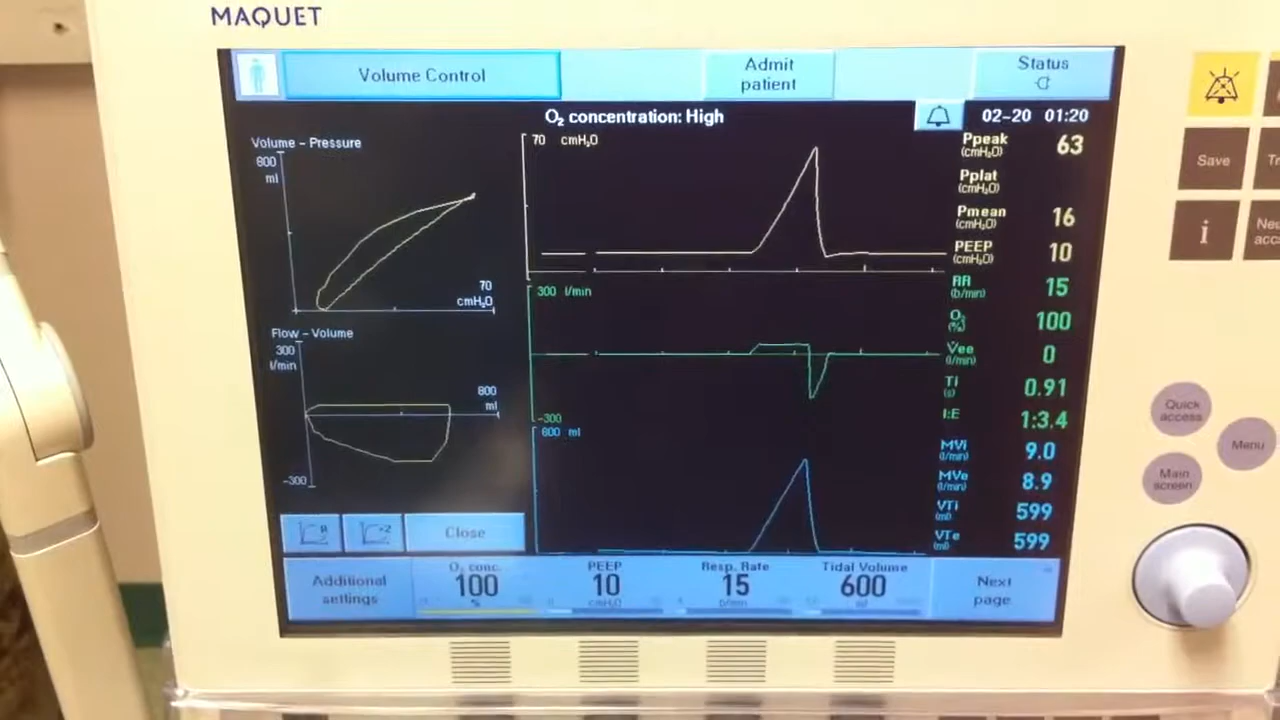 MAQUET
Volume Control
Admit
patient
Status
O₂ concentration: High
02-20 01:20
Volume - Pressure
800
ml
70
cmH₂O
Flow - Volume
300
l/min
800
ml
-300
Close
70 cmH₂O
300 l/min
-300
600 ml
Ppeak
(cmH₂O)
63
Pplat
(cmH₂O)
Pmean
(cmH₂O)
16
PEEP
(cmH₂O)
10
RR
(b/min)
15
O₂
(%)
100
V̇ee
(l/min)
0
Ti
(s)
0.91
I:E
1:3.4
MVi
(l/min)
9.0
MVe
(l/min)
8.9
VTi
(ml)
599
VTe
(ml)
599
Additional
settings
O₂ conc.
100
%
PEEP
10
cmH₂O
Resp. Rate
15
b/min
Tidal Volume
600
ml
Next
page
Save
i
Quick
access
Menu
Main
screen